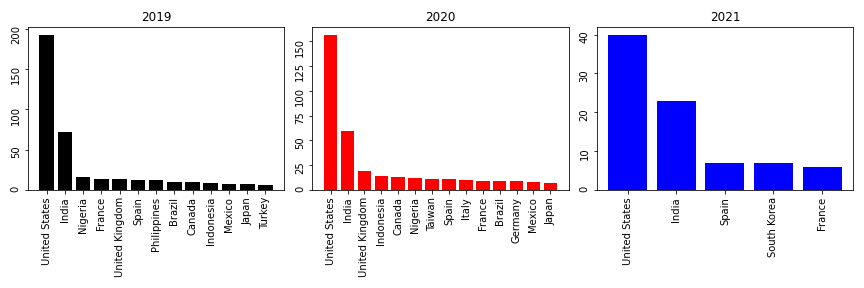 2019
200
150
100
50
0
United States
India
Nigeria
France
United Kingdom
Spain
Philippines
Brazil
Canada
Indonesia
Mexico
Japan
Turkey
2020
150
125
100
75
50
25
0
United States
India
United Kingdom
Indonesia
Canada
Nigeria
Taiwan
Spain
Italy
France
Brazil
Germany
Mexico
Japan
2021
40
30
20
10
0
United States
India
Spain
South Korea
France